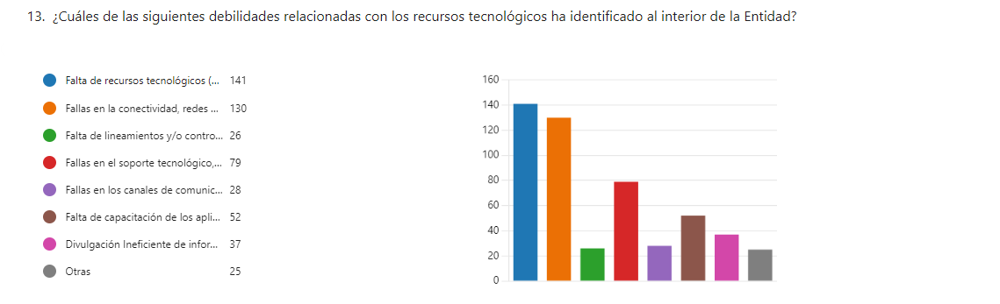 13. ¿Cuáles de las siguientes debilidades relacionadas con los recursos tecnológicos ha identificado al interior de la Entidad?
Falta de recursos tecnológicos (... 141
Fallas en la conectividad, redes ... 130
Falta de lineamientos y/o contro... 26
Fallas en el soporte tecnológico,... 79
Fallas en los canales de comunic... 28
Falta de capacitación de los apli... 52
Divulgación Ineficiente de infor... 37
Otras 25
160
140
120
100
80
60
40
20
0